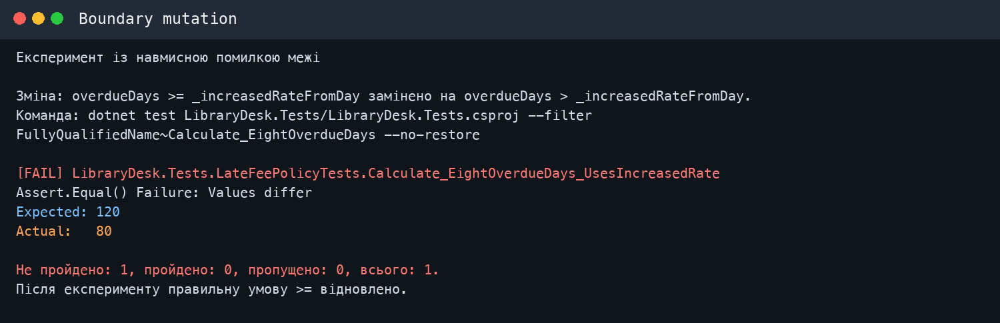 Boundary mutation
Експеримент із навмисною помилкою межі
Зміна: overdueDays >= _increasedRateFromDay замінено на overdueDays > _increasedRateFromDay.
Команда: dotnet test LibraryDesk.Tests/LibraryDesk.Tests.csproj --filter
FullyQualifiedName~Calculate_EightOverdueDays --no-restore
[FAIL] LibraryDesk.Tests.LateFeePolicyTests.Calculate_EightOverdueDays_UsesIncreasedRate
Assert.Equal() Failure: Values differ
Expected: 120
Actual:   80
Не пройдено: 1, пройдено: 0, пропущено: 0, всього: 1.
Після експерименту правильну умову >= відновлено.